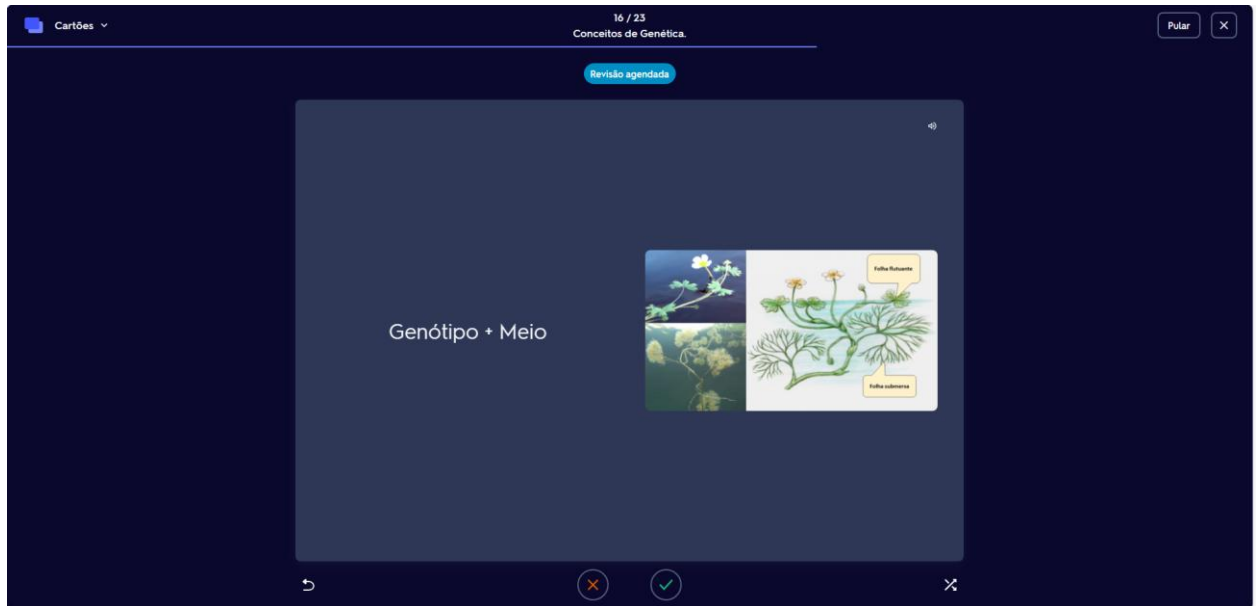 Cartões
16 / 23
Conceitos de Genética.
Pular
Revisão agendada
Genótipo + Meio
Folha flutuante
Folha submersa